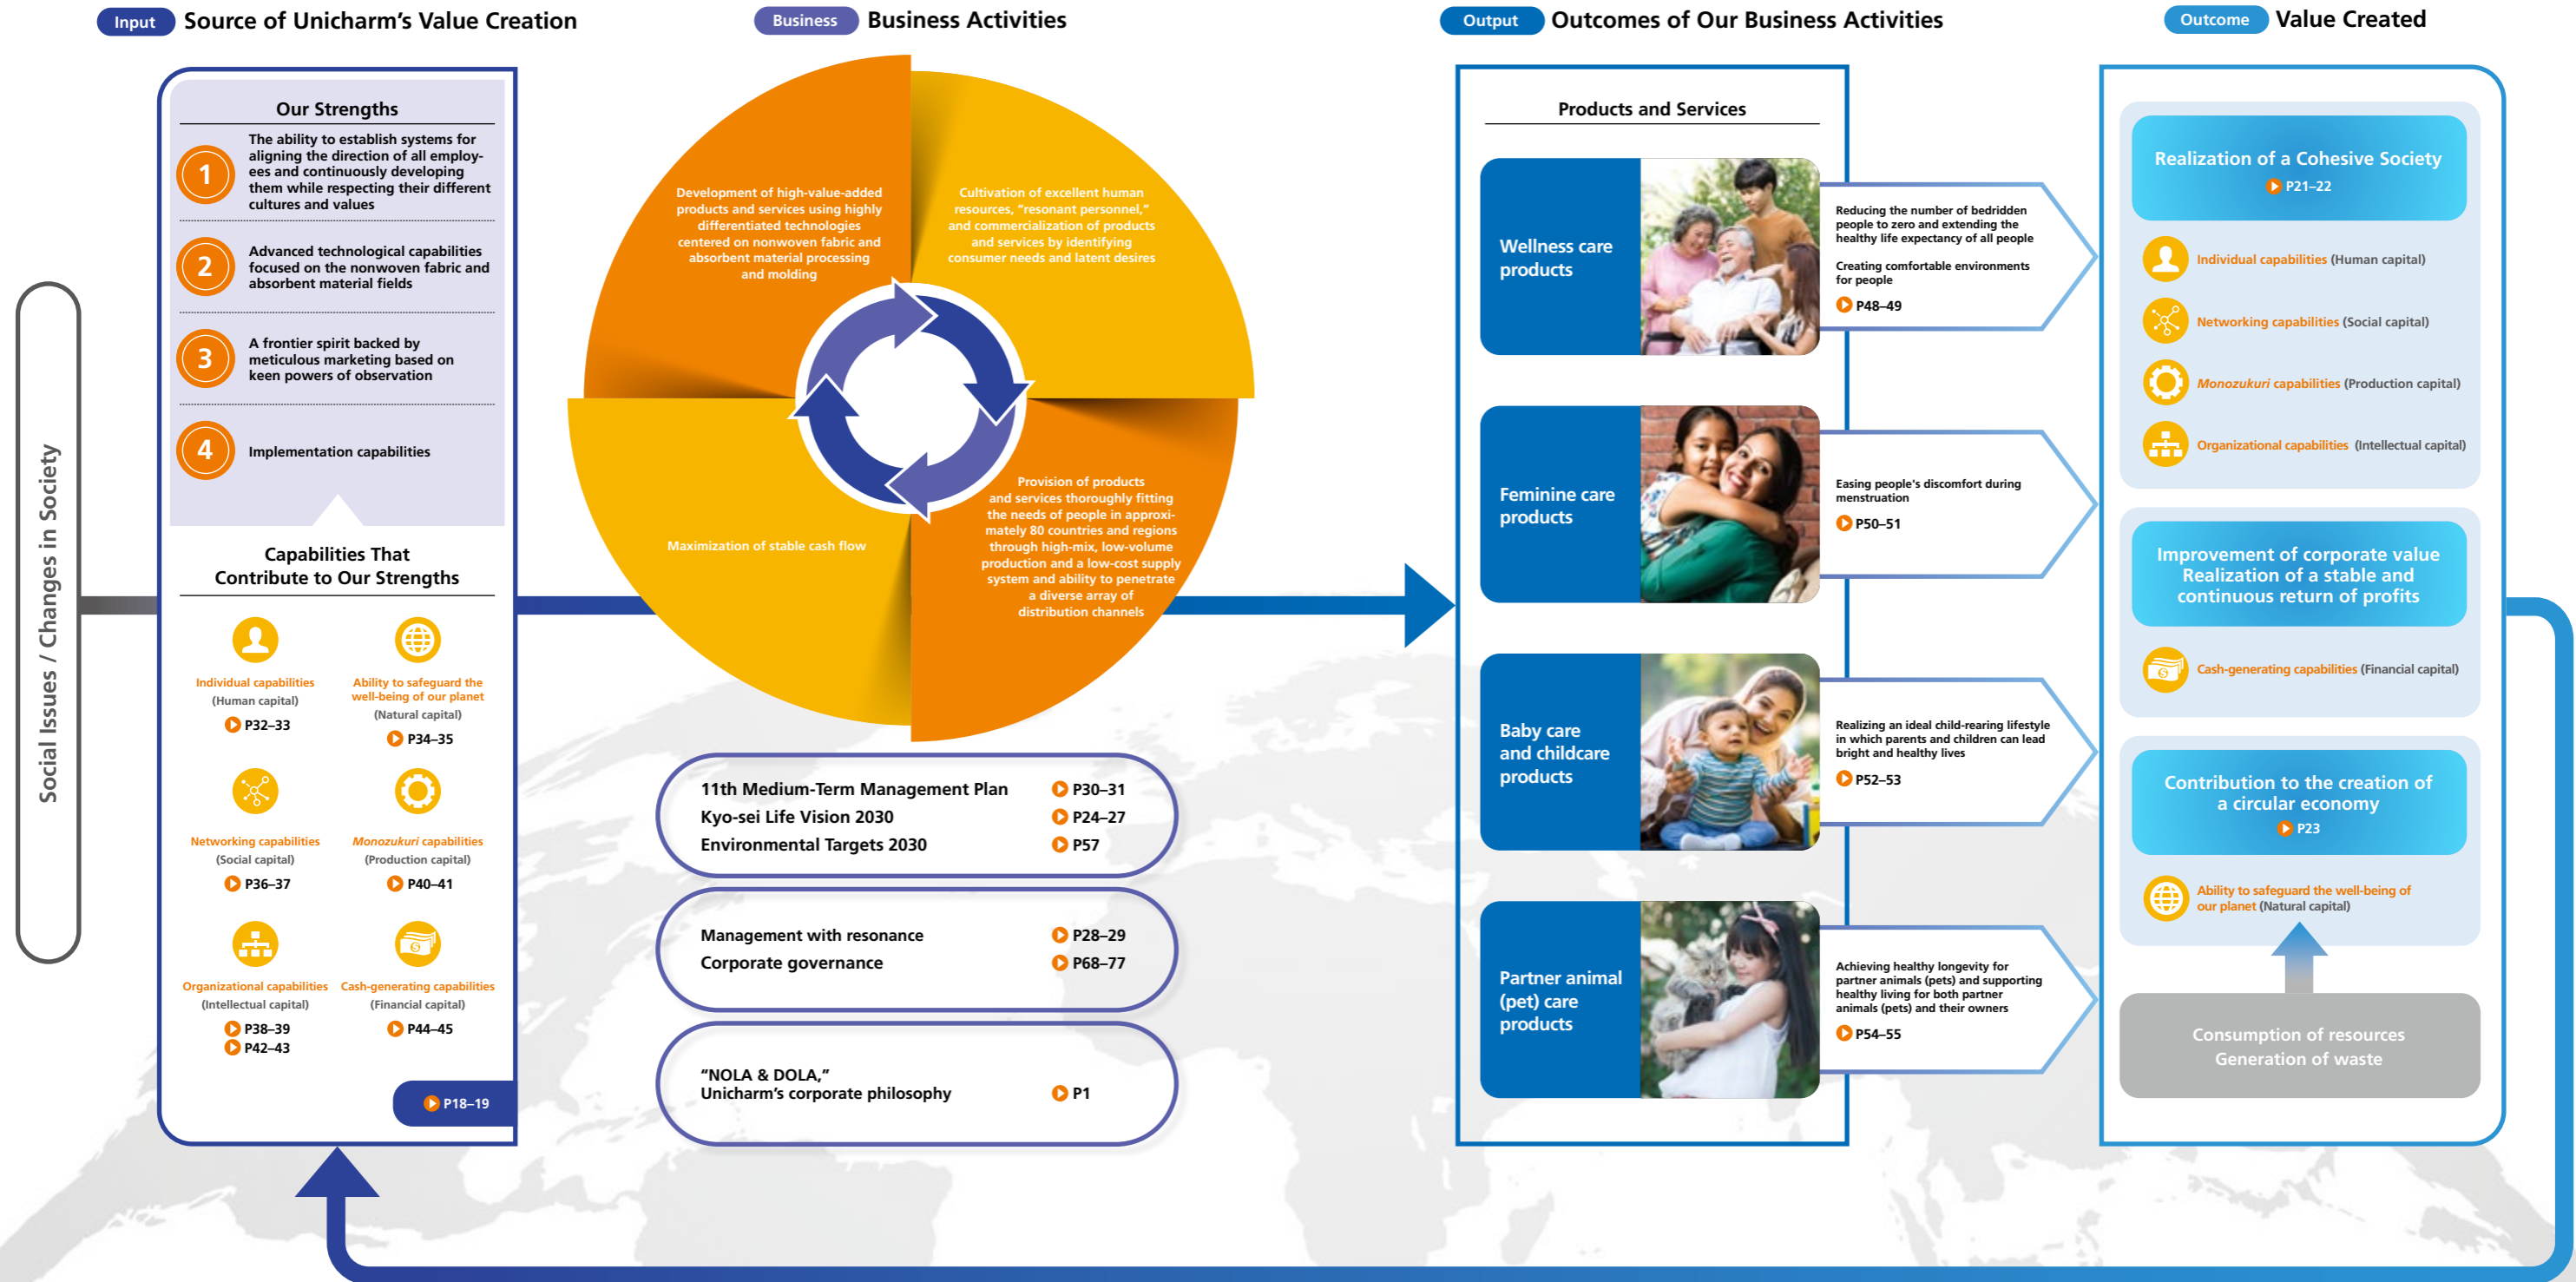 Input Source of Unicharm's Value Creation
Social Issues / Changes in Society
Our Strengths
1
The ability to establish systems for
aligning the direction of all employ-
ees and continuously developing
them while respecting their different
cultures and values
2
Advanced technological capabilities
focused on the nonwoven fabric and
absorbent material fields
3
A frontier spirit backed by
meticulous marketing based on
keen powers of observation
4
Implementation capabilities
Capabilities That
Contribute to Our Strengths
Individual capabilities
(Human capital)
P32–33
Ability to safeguard the
well-being of our planet
(Natural capital)
P34–35
Networking capabilities
(Social capital)
P36–37
Monozukuri capabilities
(Production capital)
P40–41
Organizational capabilities
(Intellectual capital)
P38–39
P42–43
Cash-generating capabilities
(Financial capital)
P44–45
P18–19
Business Business Activities
Development of high-value-added
products and services using highly
differentiated technologies
centered on nonwoven fabric and
absorbent material processing
and molding
Cultivation of excellent human
resources, "resonant personnel,"
and commercialization of products
and services by identifying
consumer needs and latent desires
Maximization of stable cash flow
Provision of products
and services thoroughly fitting
the needs of people in approxi-
mately 80 countries and regions
through high-mix, low-volume
production and a low-cost supply
system and ability to penetrate
a diverse array of
distribution channels
11th Medium-Term Management Plan P30–31
Kyo-sei Life Vision 2030 P24–27
Environmental Targets 2030 P57
Management with resonance P28–29
Corporate governance P68–77
"NOLA & DOLA,"
Unicharm's corporate philosophy P1
Output Outcomes of Our Business Activities
Products and Services
Wellness care
products
Reducing the number of bedridden
people to zero and extending the
healthy life expectancy of all people
Creating comfortable environments
for people
P48–49
Feminine care
products
Easing people's discomfort during
menstruation
P50–51
Baby care
and childcare
products
Realizing an ideal child-rearing lifestyle
in which parents and children can lead
bright and healthy lives
P52–53
Partner animal
(pet) care
products
Achieving healthy longevity for
partner animals (pets) and supporting
healthy living for both partner
animals (pets) and their owners
P54–55
Outcome Value Created
Realization of a Cohesive Society
P21–22
Individual capabilities (Human capital)
Networking capabilities (Social capital)
Monozukuri capabilities (Production capital)
Organizational capabilities (Intellectual capital)
Improvement of corporate value
Realization of a stable and
continuous return of profits
Cash-generating capabilities (Financial capital)
Contribution to the creation of
a circular economy
P23
Ability to safeguard the well-being of
our planet (Natural capital)
Consumption of resources
Generation of waste